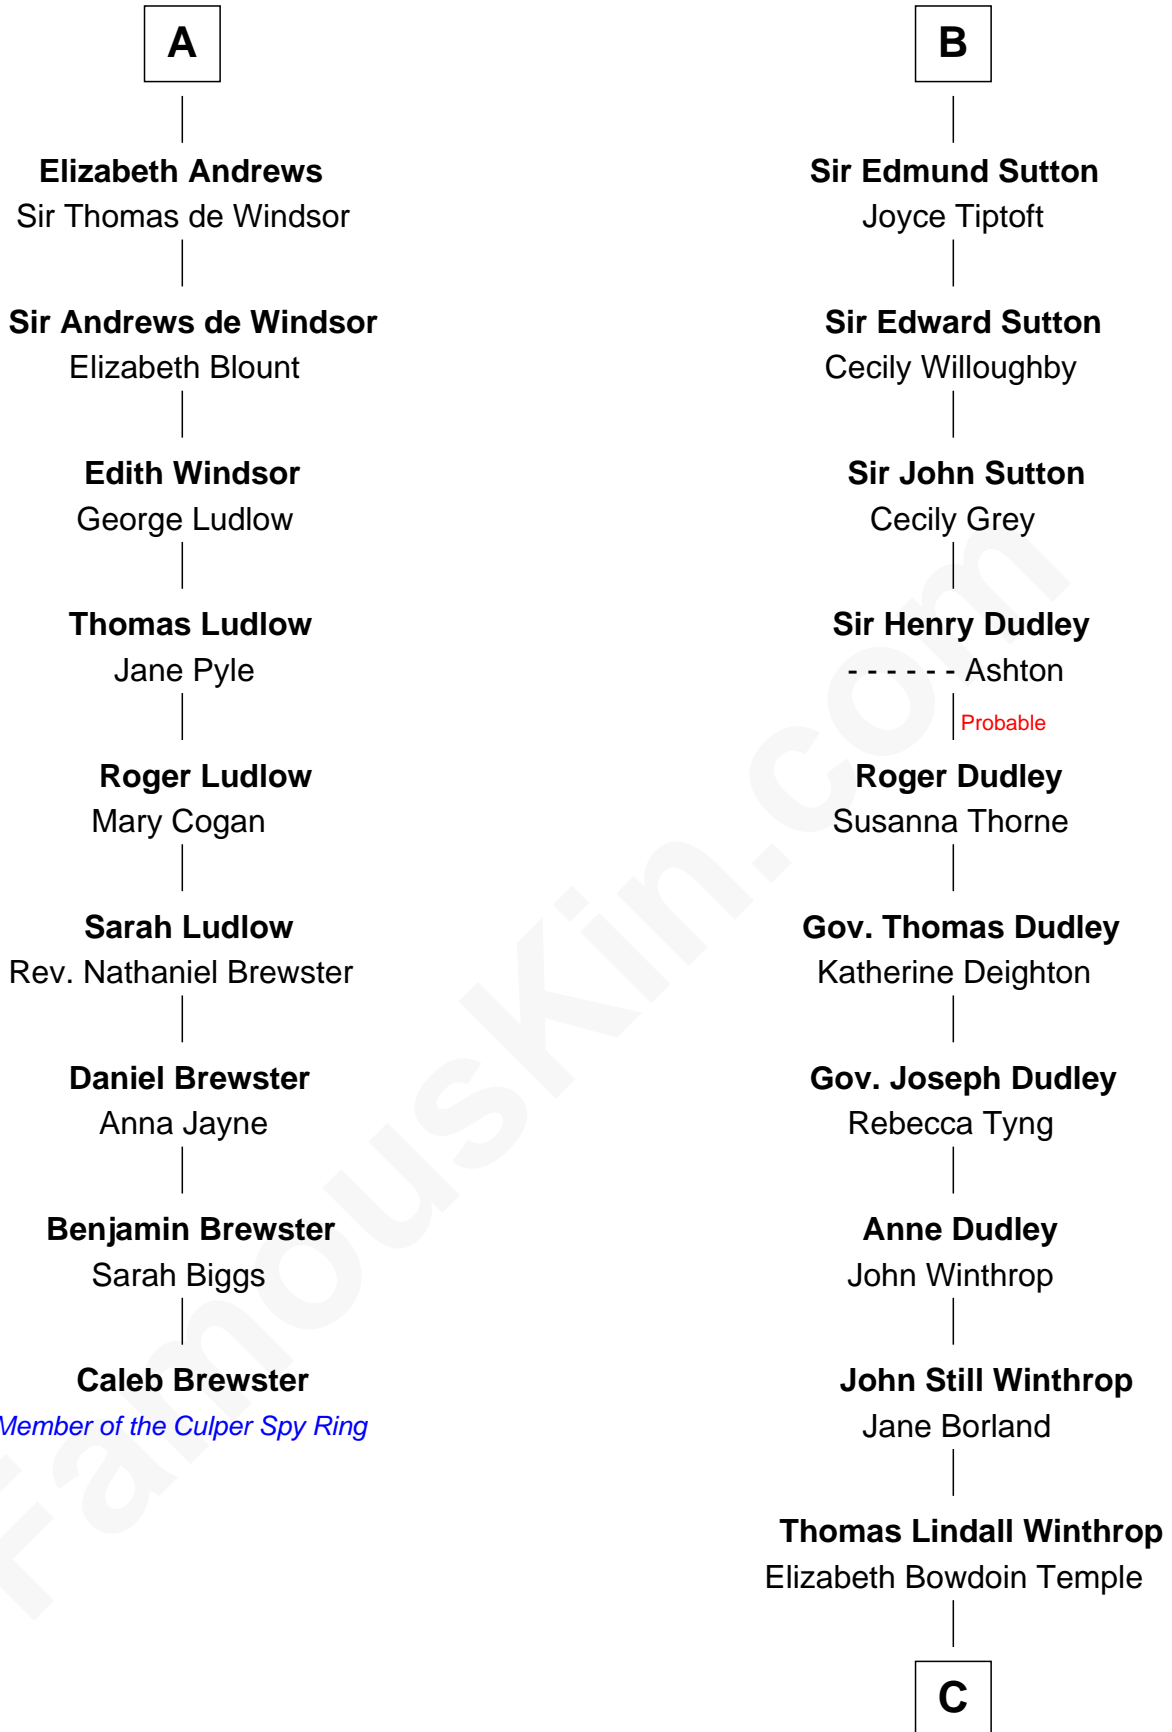 A
Elizabeth Andrews
Sir Thomas de Windsor
Sir Andrews de Windsor
Elizabeth Blount
Edith Windsor
George Ludlow
Thomas Ludlow
Jane Pyle
Roger Ludlow
Mary Cogan
Sarah Ludlow
Rev. Nathaniel Brewster
Daniel Brewster
Anna Jayne
Benjamin Brewster
Sarah Biggs
Caleb Brewster
Member of the Culper Spy Ring
B
Sir Edmund Sutton
Joyce Tiptoft
Sir Edward Sutton
Cecily Willoughby
Sir John Sutton
Cecily Grey
Sir Henry Dudley
- - - - - - Ashton
Probable
Roger Dudley
Susanna Thorne
Gov. Thomas Dudley
Katherine Deighton
Gov. Joseph Dudley
Rebecca Tyng
Anne Dudley
John Winthrop
John Still Winthrop
Jane Borland
Thomas Lindall Winthrop
Elizabeth Bowdoin Temple
C
FamousKin.com